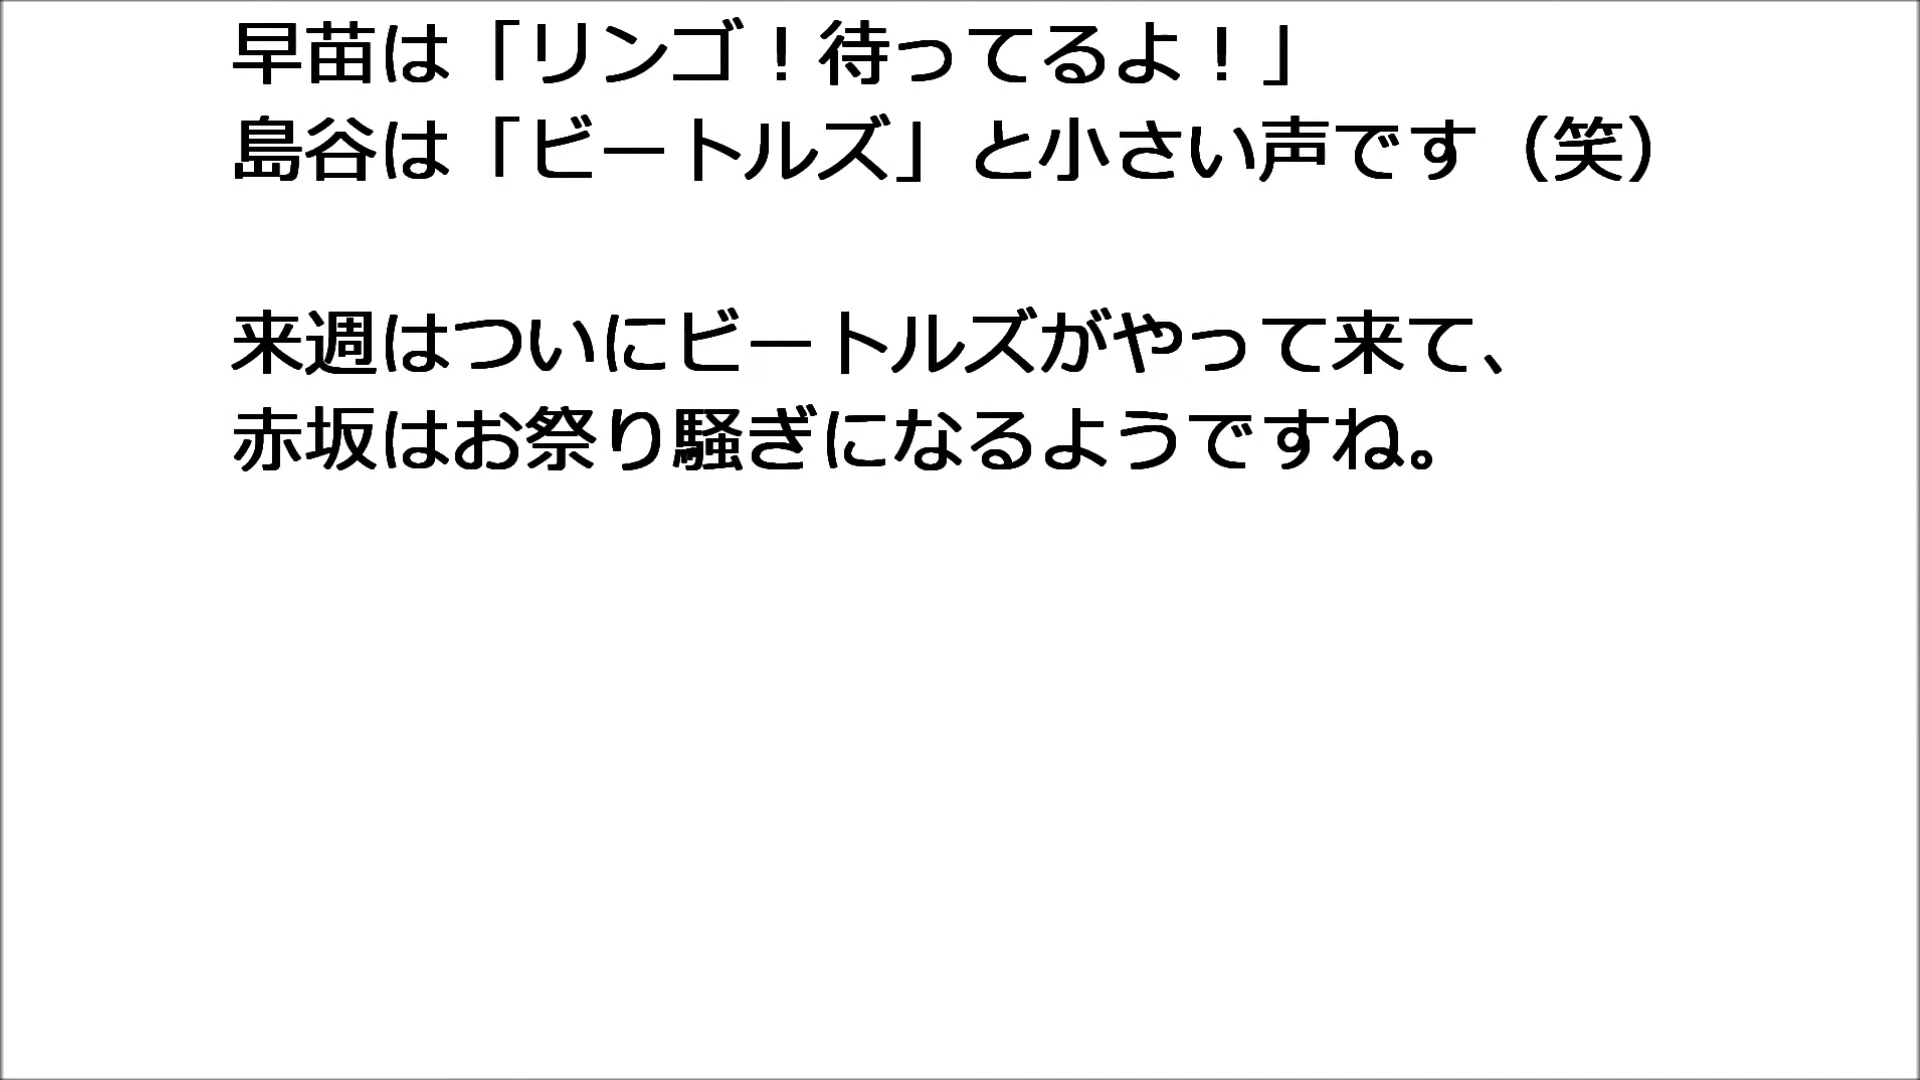 早苗は「リンゴ！待ってるよ！」
島谷は「ビートルズ」と小さい声です（笑）
来週はついにビートルズがやって来て、
赤坂はお祭り騒ぎになるようですね。